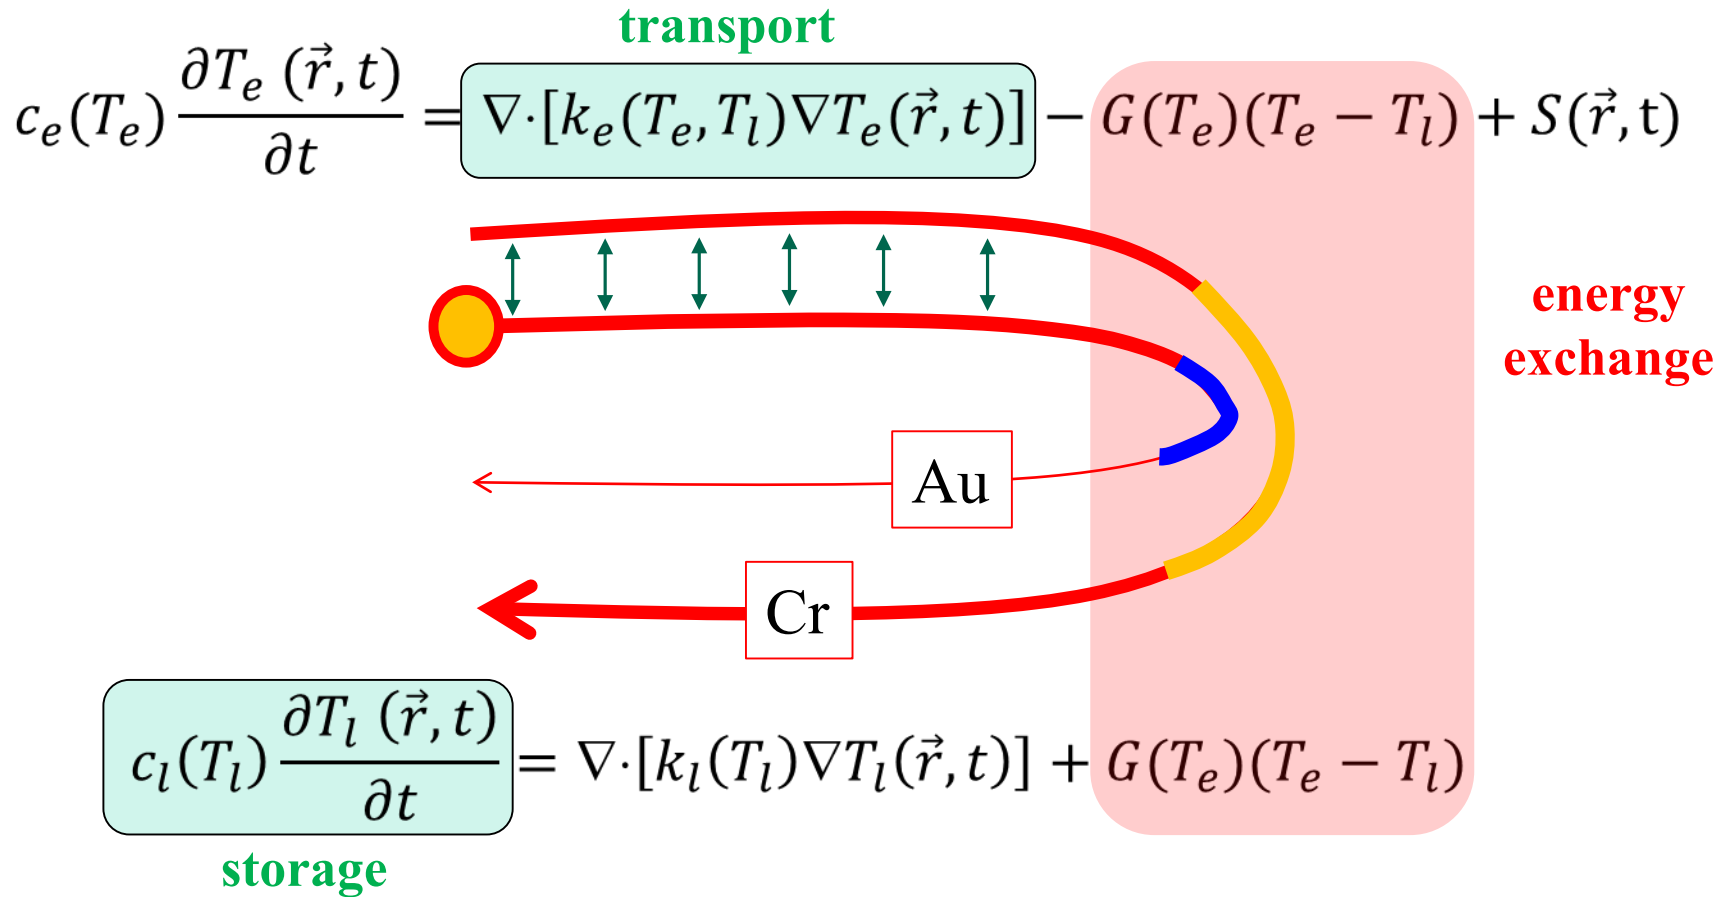 transport
c_e(T_e) ∂T_e (r⃗, t)/∂t = ∇·[k_e(T_e, T_l)∇T_e(r⃗, t)] − G(T_e)(T_e − T_l) + S(r⃗, t)
energy
exchange
Au
Cr
c_l(T_l) ∂T_l (r⃗, t)/∂t = ∇·[k_l(T_l)∇T_l(r⃗, t)] + G(T_e)(T_e − T_l)
storage